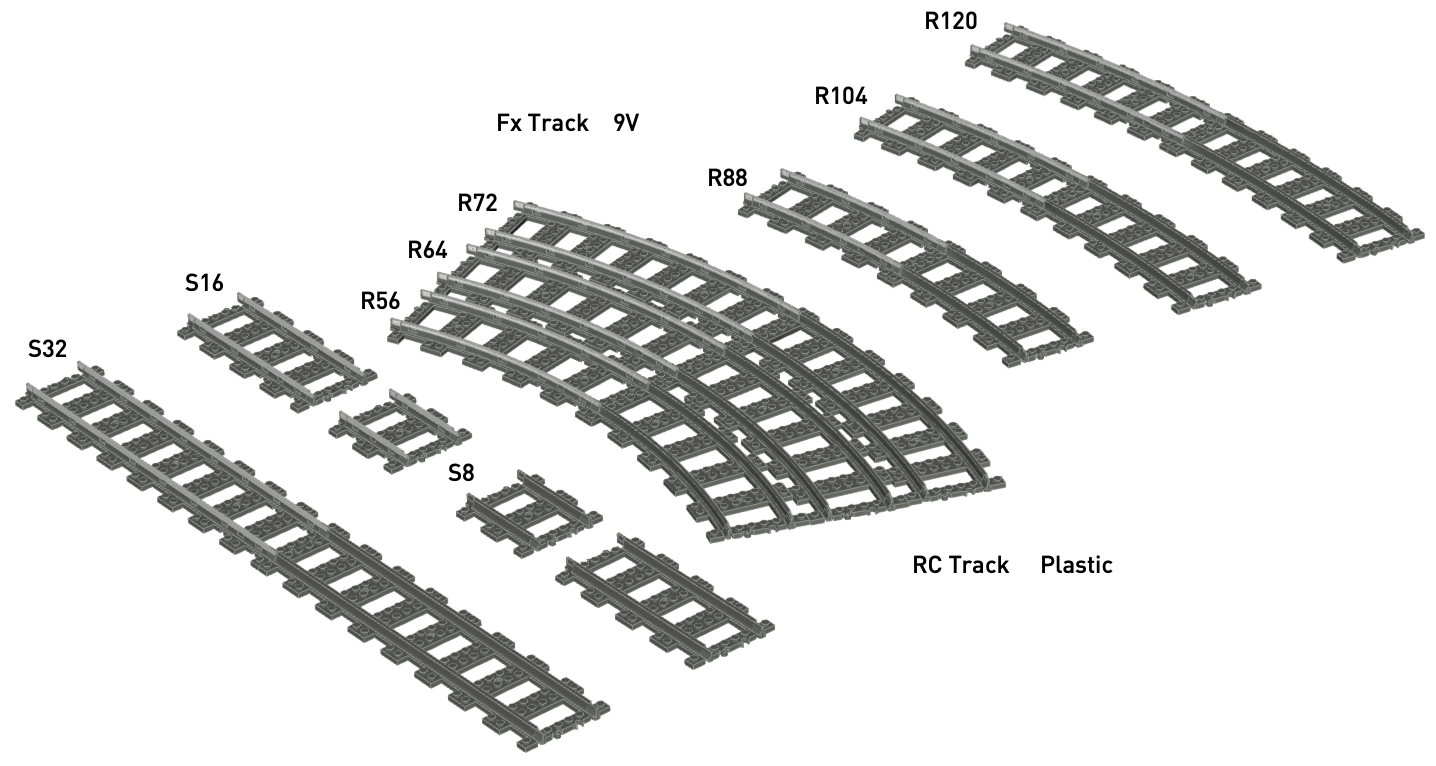 R120
R104
Fx Track 9V
R88
R72
R64
S16
R56
S32
S8
RC Track Plastic